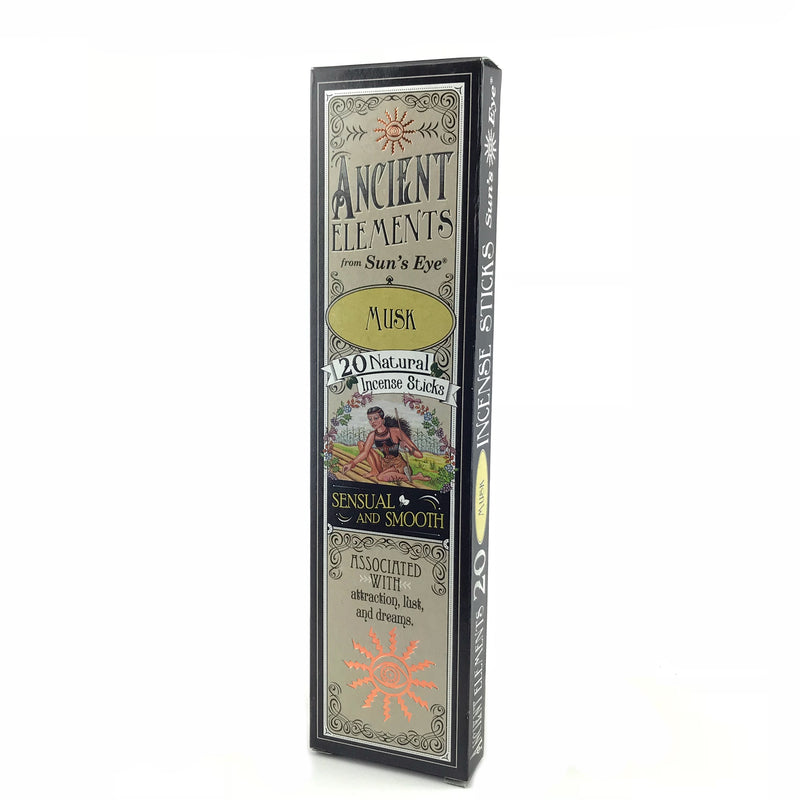 ANCIENT
ELEMENTS
from Sun's Eye®
MUSK
20 Natural
Incense Sticks
SENSUAL
AND SMOOTH
ASSOCIATED
WITH
attraction, lust,
and dreams.
ANCIENT ELEMENTS 20 MUSK INCENSE STICKS Sun's Eye®